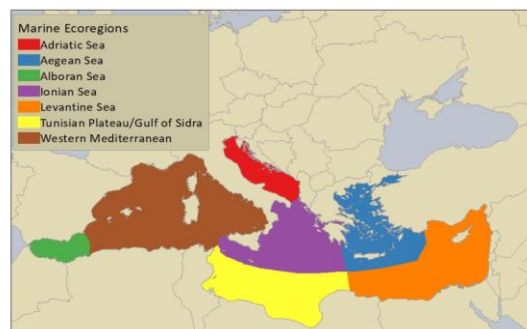 Marine Ecoregions
Adriatic Sea
Aegean Sea
Alboran Sea
Ionian Sea
Levantine Sea
Tunisian Plateau/Gulf of Sidra
Western Mediterranean